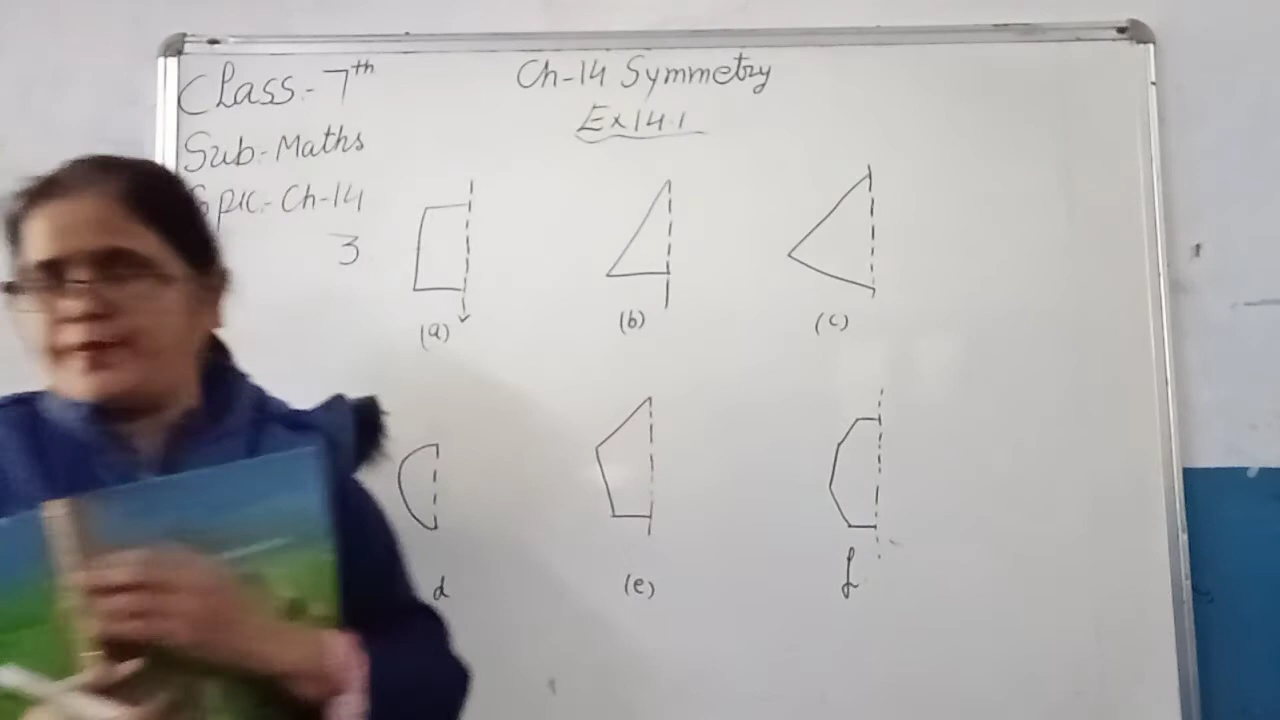 Class:- 7th
Ch-14 Symmetry
Ex 14.1
Sub-Maths
Ch-14
3
(a)
(b)
(c)
d
(e)
f